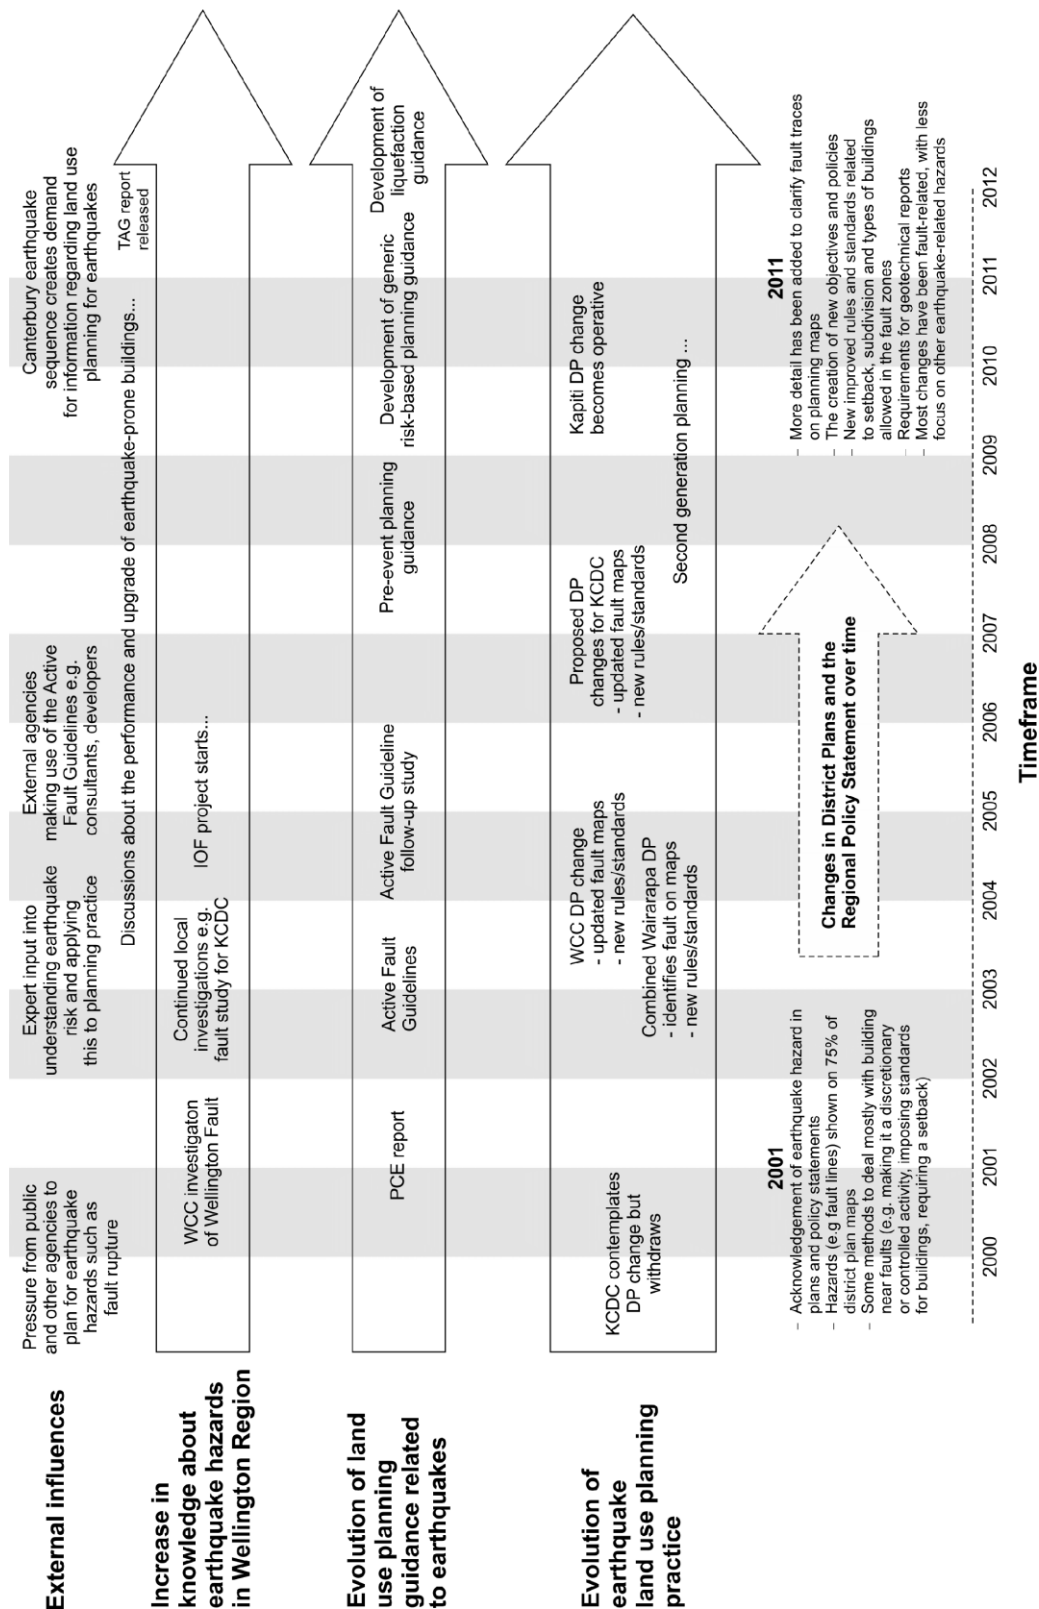 External influences
Pressure from public
and other agencies to
plan for earthquake
hazards such as
fault rupture
Expert input into
understanding earthquake
risk and applying
this to planning practice
External agencies
making use of the Active
Fault Guidelines e.g.
consultants, developers
Canterbury earthquake
sequence creates demand
for information regarding land use
planning for earthquakes
Discussions about the performance and upgrade of earthquake-prone buildings...
TAG report
released
Increase in
knowledge about
earthquake hazards
in Wellington Region
WCC investigaton
of Wellington Fault
Continued local
investigations e.g.
fault study for KCDC
IOF project starts...
Evolution of land
use planning
guidance related
to earthquakes
PCE report
Active Fault
Guidelines
Active Fault Guideline
follow-up study
Pre-event planning
guidance
Development of generic
risk-based planning guidance
Development of
liquefaction
guidance
Evolution of
earthquake
land use planning
practice
KCDC contemplates
DP change but
withdraws
WCC DP change
- updated fault maps
- new rules/standards
Combined Wairarapa DP
- identifies fault on maps
- new rules/standards
Proposed DP
changes for KCDC
- updated fault maps
- new rules/standards
Kapiti DP change
becomes operative
Second generation planning ...
2001
– Acknowledgement of earthquake hazard in
plans and policy statements
– Hazards (e.g fault lines) shown on 75% of
district plan maps
– Some methods to deal mostly with building
near faults (e.g. making it a discretionary
or controlled activity, imposing standards
for buildings, requiring a setback)
Changes in District Plans and the
Regional Policy Statement over time
2011
– More detail has been added to clarify fault traces
on planning maps
– The creation of new objectives and policies
– New improved rules and standards related
to setback, subdivision and types of buildings
allowed in the fault zones
– Requirements for geotechnical reports
– Most changes have been fault-related, with less
focus on other earthquake-related hazards
2000 2001 2002 2003 2004 2005 2006 2007 2008 2009 2010 2011 2012
Timeframe